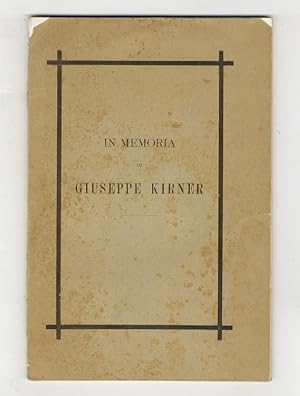 IN MEMORIA
DI
GIUSEPPE KIRNER